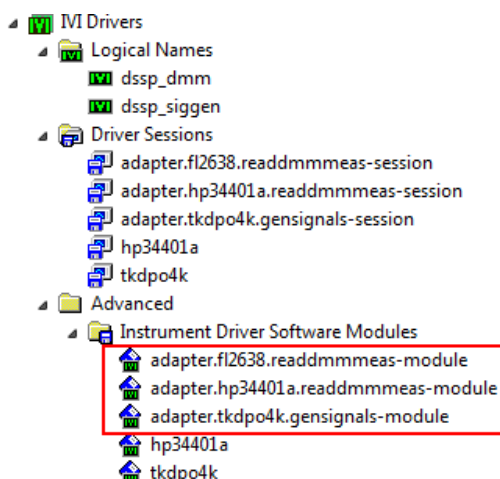 IVI Drivers
Logical Names
dssp_dmm
dssp_siggen
Driver Sessions
adapter.fl2638.readdmmmeas-session
adapter.hp34401a.readdmmmeas-session
adapter.tkdpo4k.gensignals-session
hp34401a
tkdpo4k
Advanced
Instrument Driver Software Modules
adapter.fl2638.readdmmmeas-module
adapter.hp34401a.readdmmmeas-module
adapter.tkdpo4k.gensignals-module
hp34401a
tkdpo4k